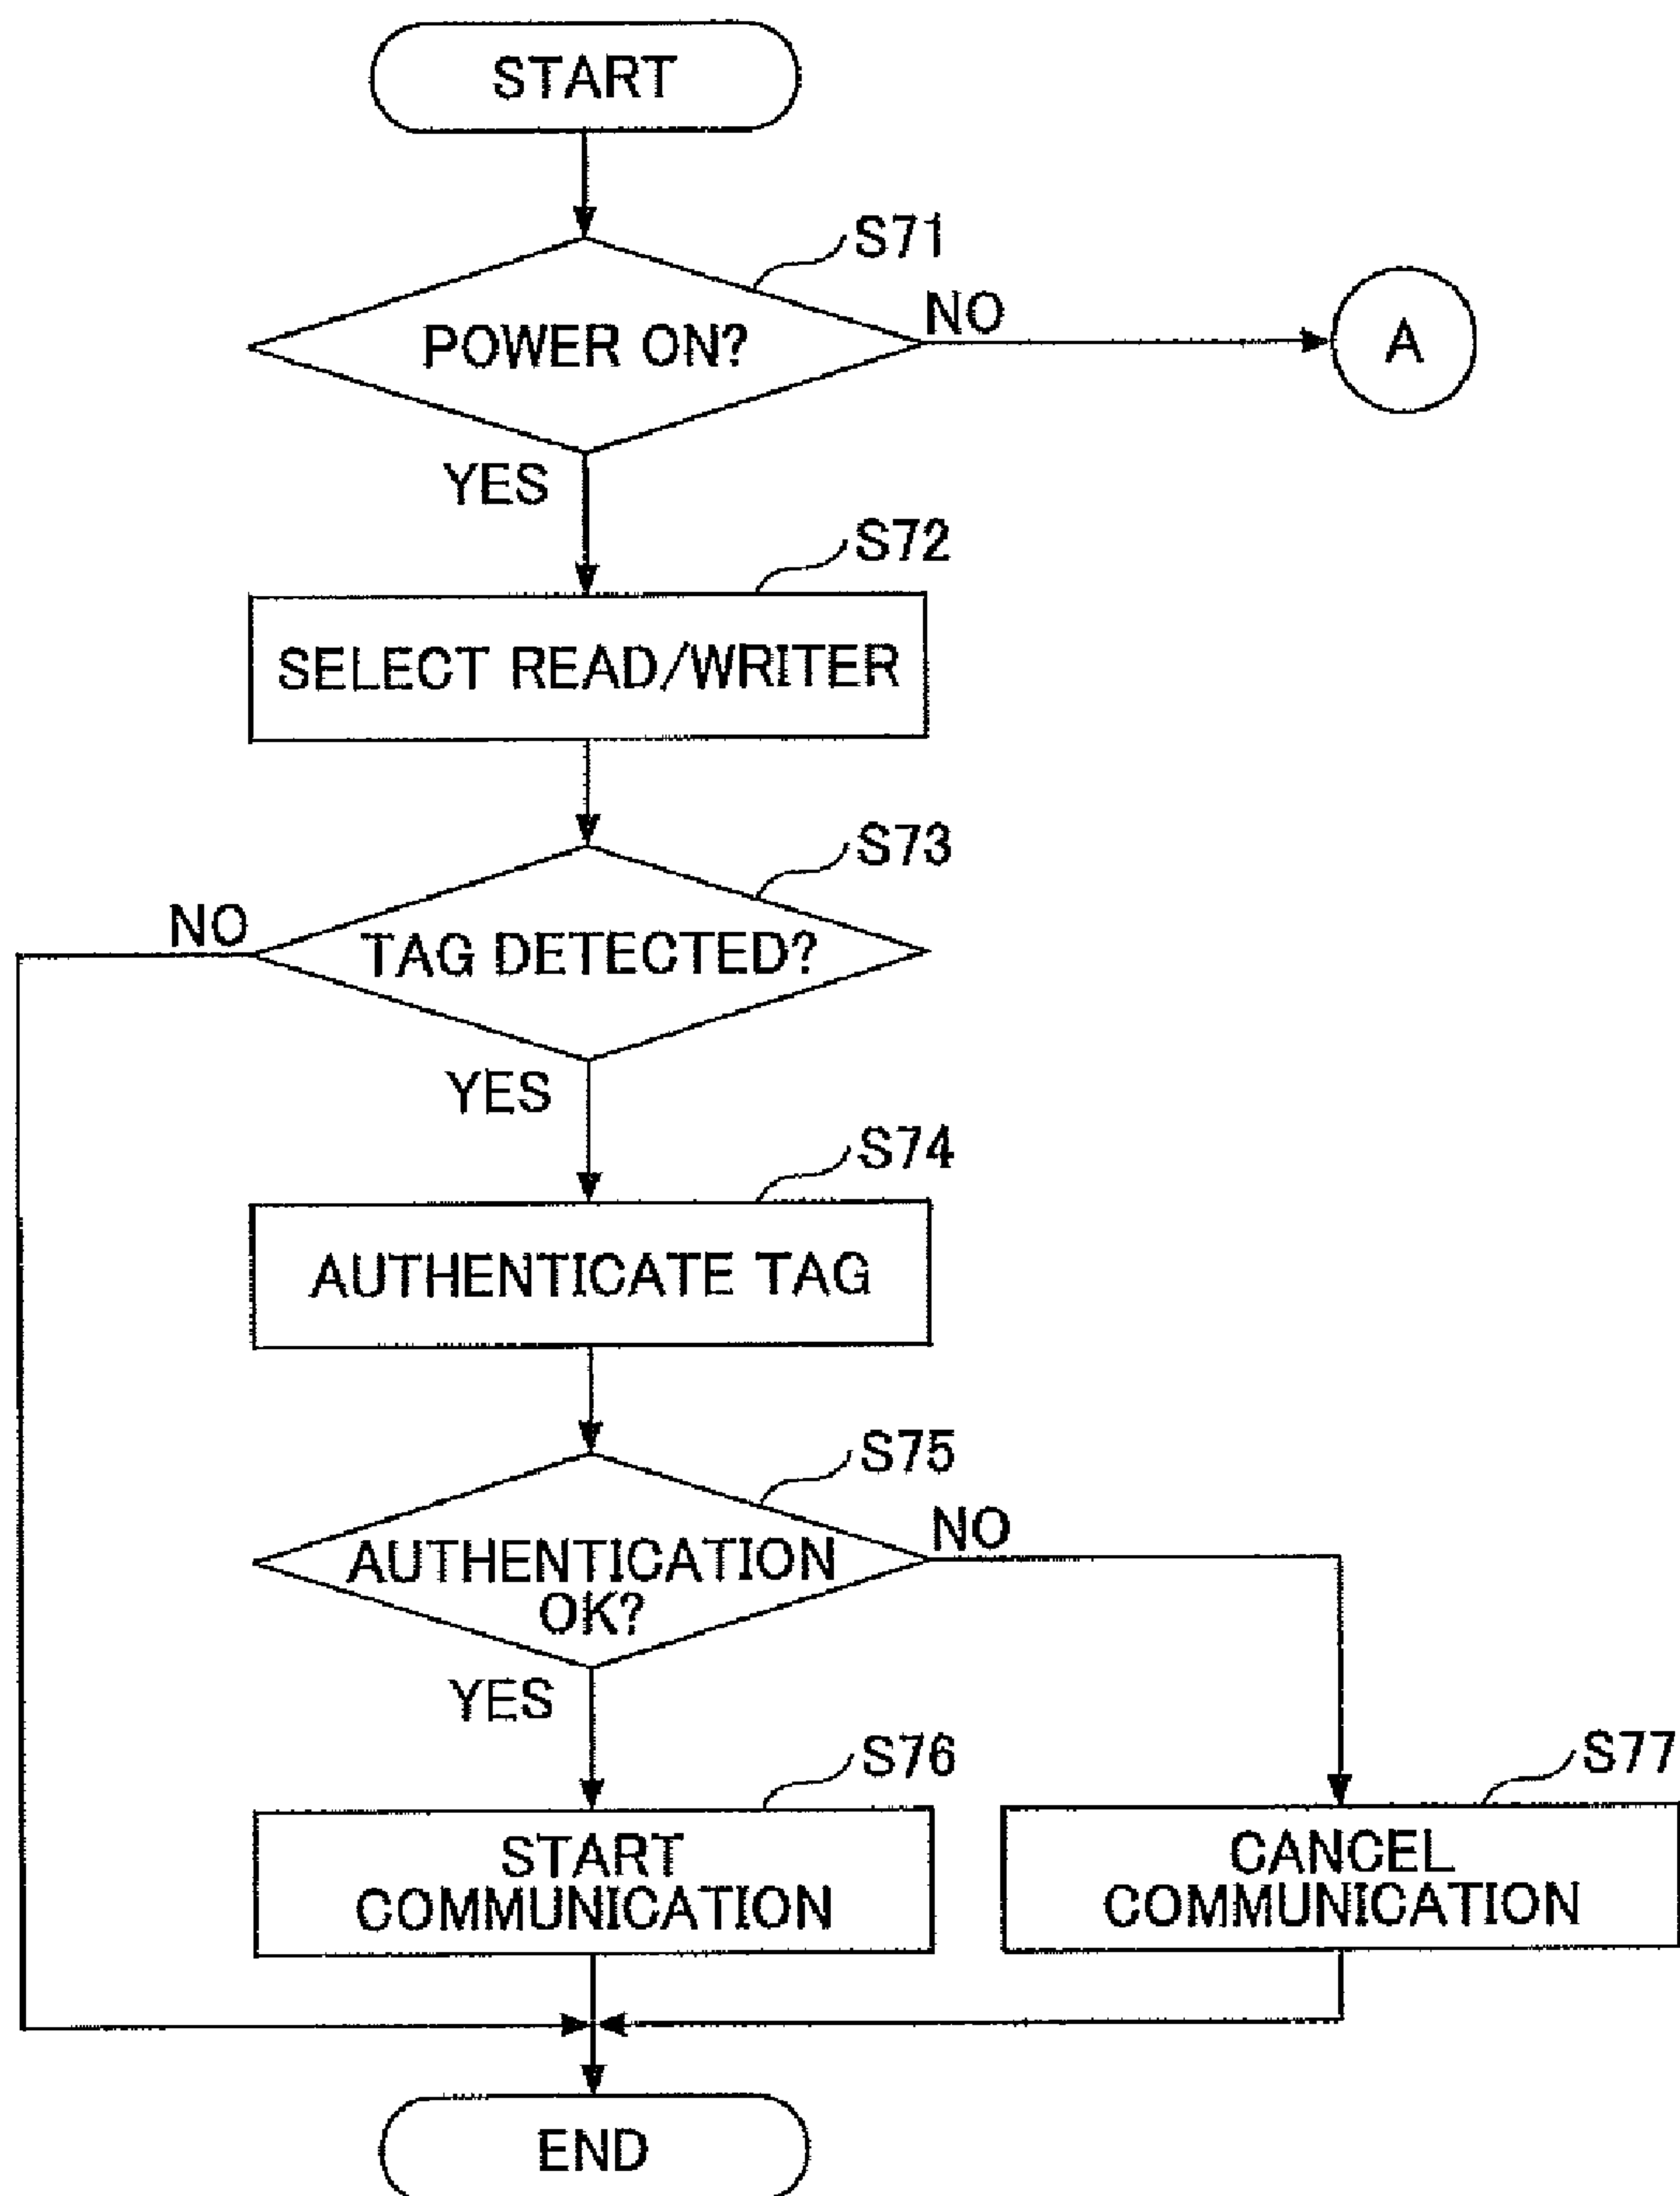 START
S71
POWER ON?
NO
A
YES
S72
SELECT READ/WRITER
S73
NO
TAG DETECTED?
YES
S74
AUTHENTICATE TAG
S75
NO
AUTHENTICATION
OK?
YES
S76
S77
START
COMMUNICATION
CANCEL
COMMUNICATION
END